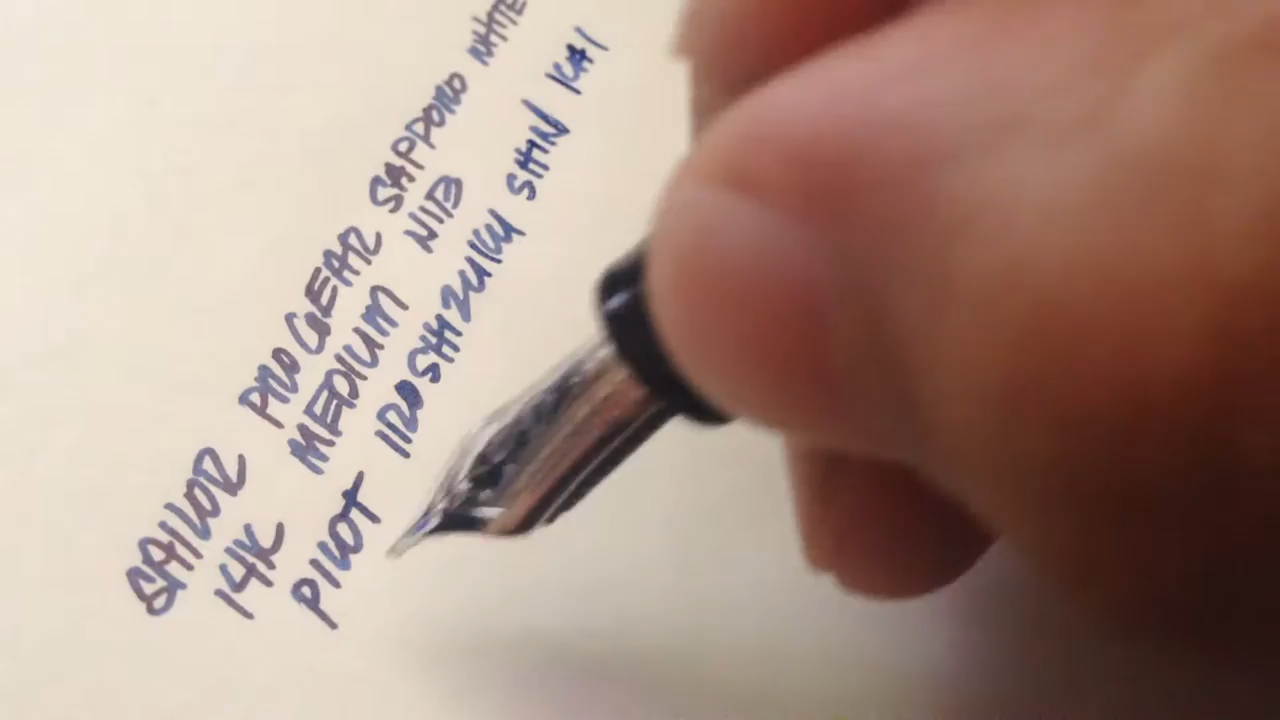 SAILOR PROGEAR SAPPORO WHITE
14K MEDIUM NIB
PILOT IROSHIZUKU SHIN KAI